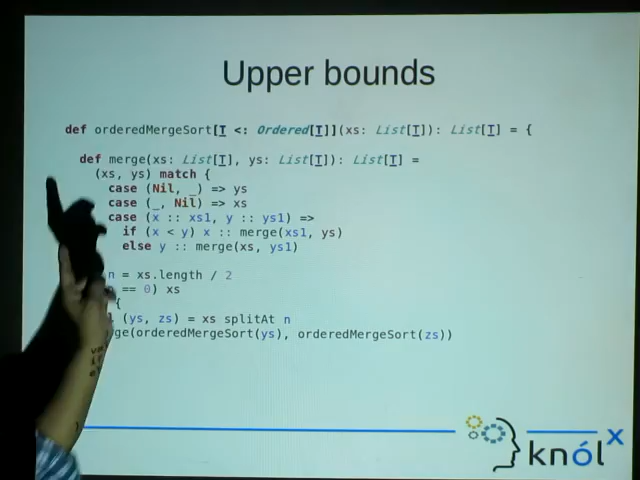 Upper bounds
def orderedMergeSort[T <: Ordered[T]](xs: List[T]): List[T] = {
def merge(xs: List[T], ys: List[T]): List[T] =
(xs, ys) match {
case (Nil, _) => ys
case (_, Nil) => xs
case (x :: xs1, y :: ys1) =>
if (x < y) x :: merge(xs1, ys)
else y :: merge(xs, ys1)
n = xs.length / 2
== 0) xs
{
(ys, zs) = xs splitAt n
ge(orderedMergeSort(ys), orderedMergeSort(zs))
knólx